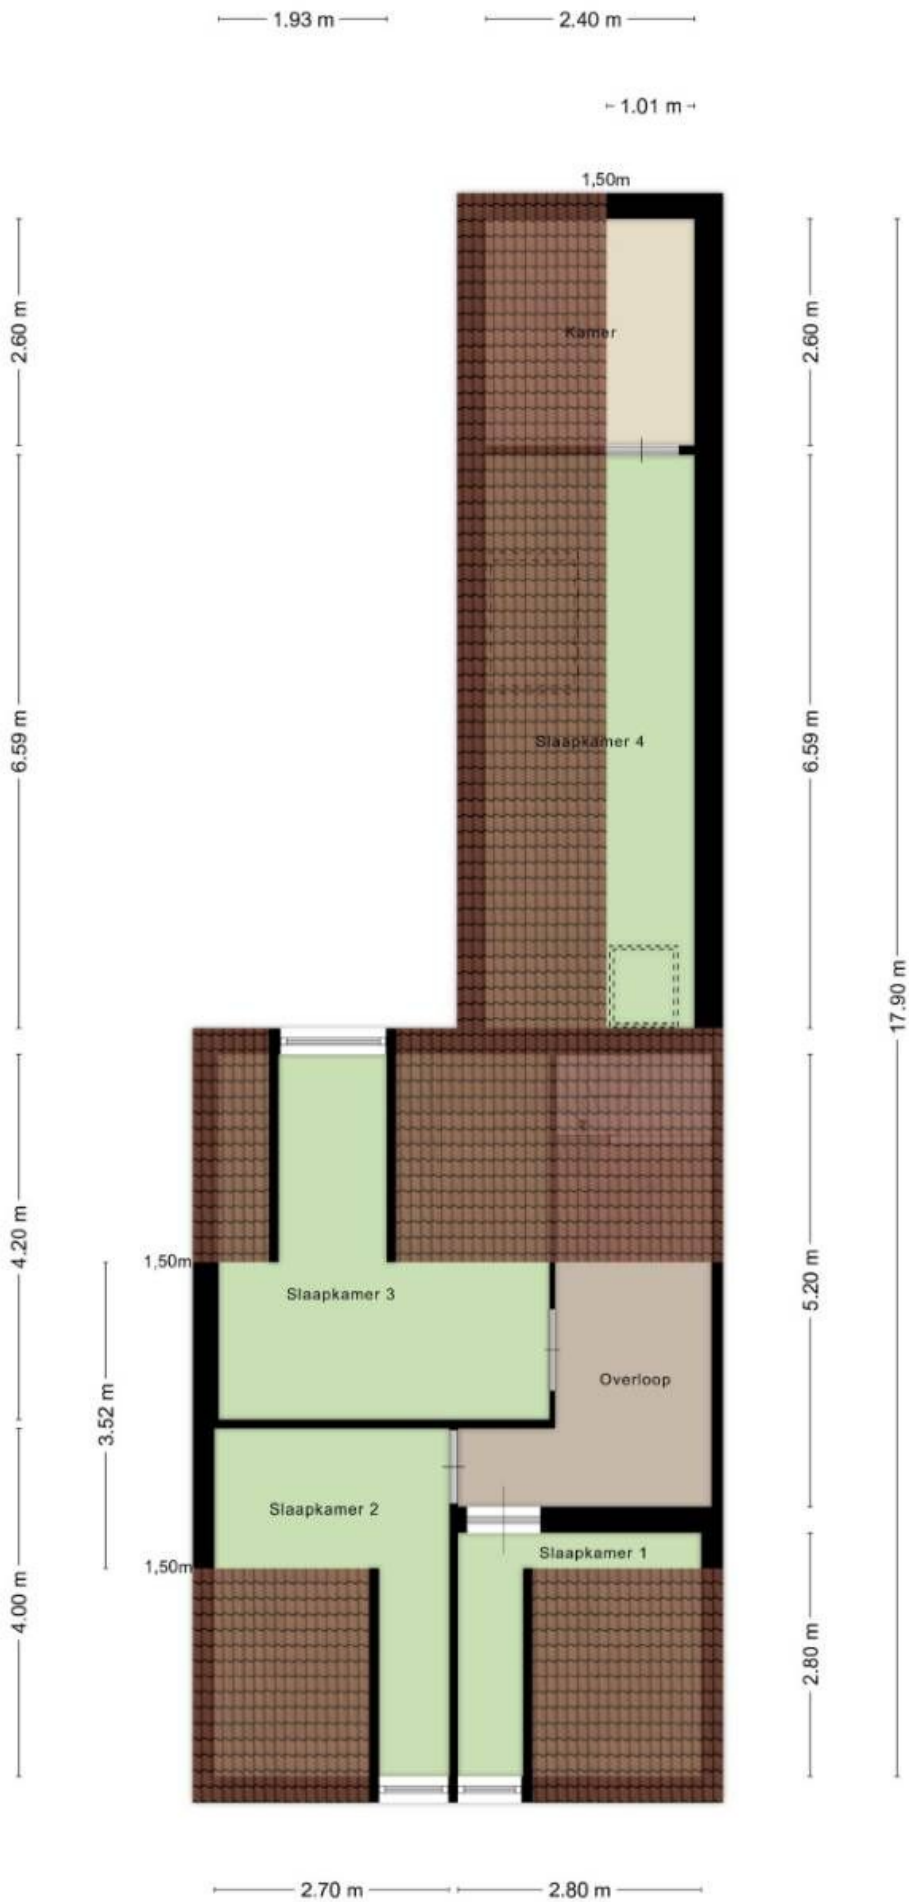 1.93 m
2.40 m
1.01 m
1,50m
2.60 m
2.60 m
Kamer
6.59 m
6.59 m
Slaapkamer 4
17.90 m
4.20 m
1,50m
5.20 m
Slaapkamer 3
3.52 m
Overloop
Slaapkamer 2
Slaapkamer 1
1,50m
4.00 m
2.80 m
2.70 m
2.80 m